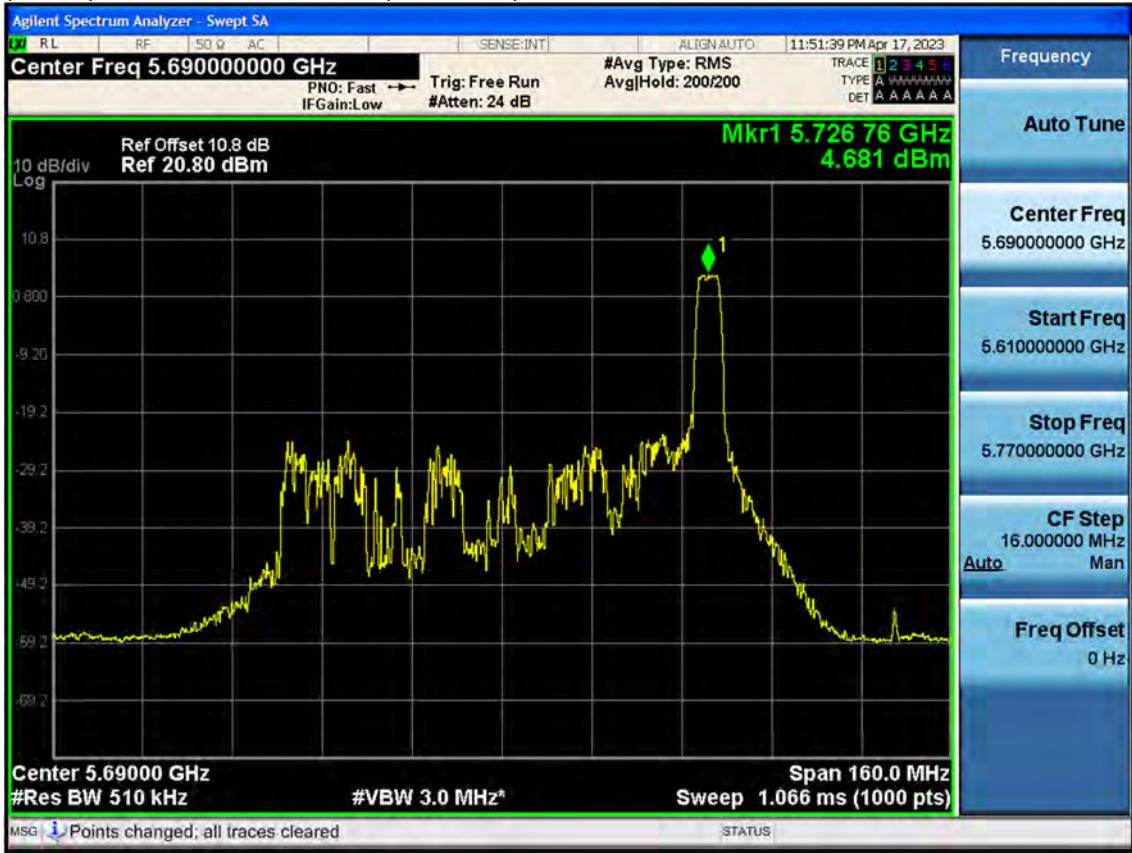 Agilent Spectrum Analyzer - Swept SA
LXI RL RF 50 Ω AC SENSE:INT ALIGN AUTO 11:51:39 PM Apr 17, 2023
Center Freq 5.690000000 GHz
PNO: Fast
IFGain:Low
Trig: Free Run
#Atten: 24 dB
#Avg Type: RMS
Avg|Hold: 200/200
TRACE 1 2 3 4 5 6
TYPE A
DET A A A A A A
Ref Offset 10.8 dB
10 dB/div Ref 20.80 dBm
Log
Mkr1 5.726 76 GHz
4.681 dBm
1
10.8
0.800
-9.20
-19.2
-29.2
-39.2
-49.2
-59.2
-69.2
Center 5.69000 GHz Span 160.0 MHz
#Res BW 510 kHz #VBW 3.0 MHz* Sweep 1.066 ms (1000 pts)
MSG Points changed; all traces cleared STATUS
Frequency
Auto Tune
Center Freq
5.690000000 GHz
Start Freq
5.610000000 GHz
Stop Freq
5.770000000 GHz
CF Step
16.000000 MHz
Auto Man
Freq Offset
0 Hz